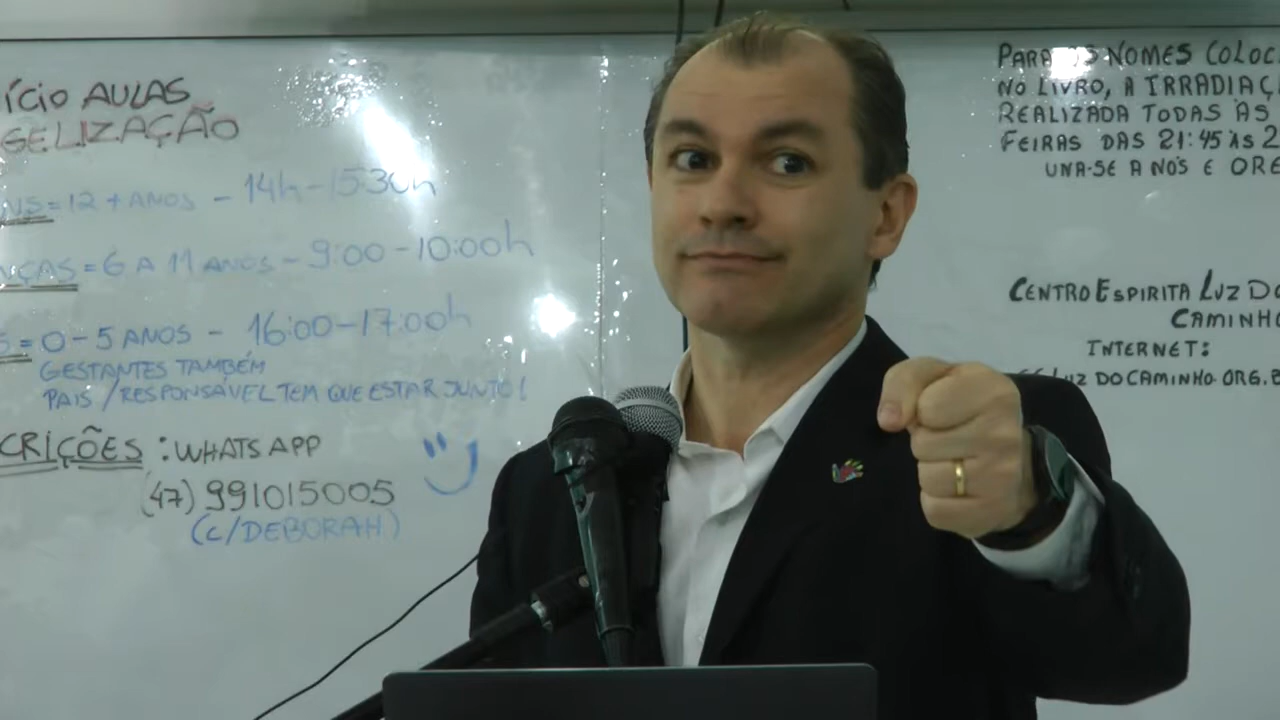 ÍCIO AULAS
GELIZAÇÃO
NS = 12 + ANOS - 14h - 15:30h
NÇAS = 6 A 11 ANOS - 9:00 - 10:00h
S = 0 - 5 ANOS - 16:00 - 17:00h
GESTANTES TAMBÉM
PAIS / RESPONSÁVEL TEM QUE ESTAR JUNTO!
CRIÇÕES : WHATSAPP
(47) 991015005
(C/DEBORAH)
PARA OS NOMES COLOC
NO LIVRO, A IRRADIAÇ
REALIZADA TODAS AS
FEIRAS DAS 21:45 ÀS 2
UNA-SE A NÓS E ORE
CENTRO ESPIRITA LUZ DO
CAMINHO
INTERNET:
LUZDOCAMINHO.ORG.B